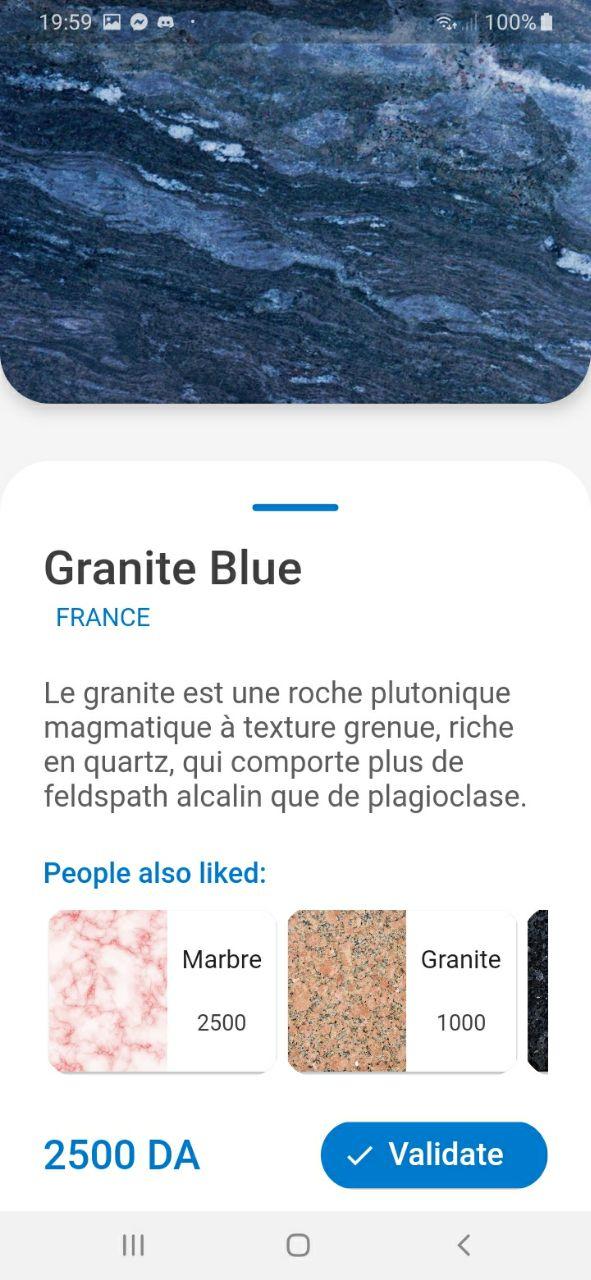 19:59
100%
Granite Blue
FRANCE
Le granite est une roche plutonique
magmatique à texture grenue, riche
en quartz, qui comporte plus de
feldspath alcalin que de plagioclase.
People also liked:
Marbre
2500
Granite
1000
2500 DA
Validate